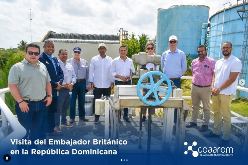 Visita del Embajador Británico
en la República Dominicana
coaarom